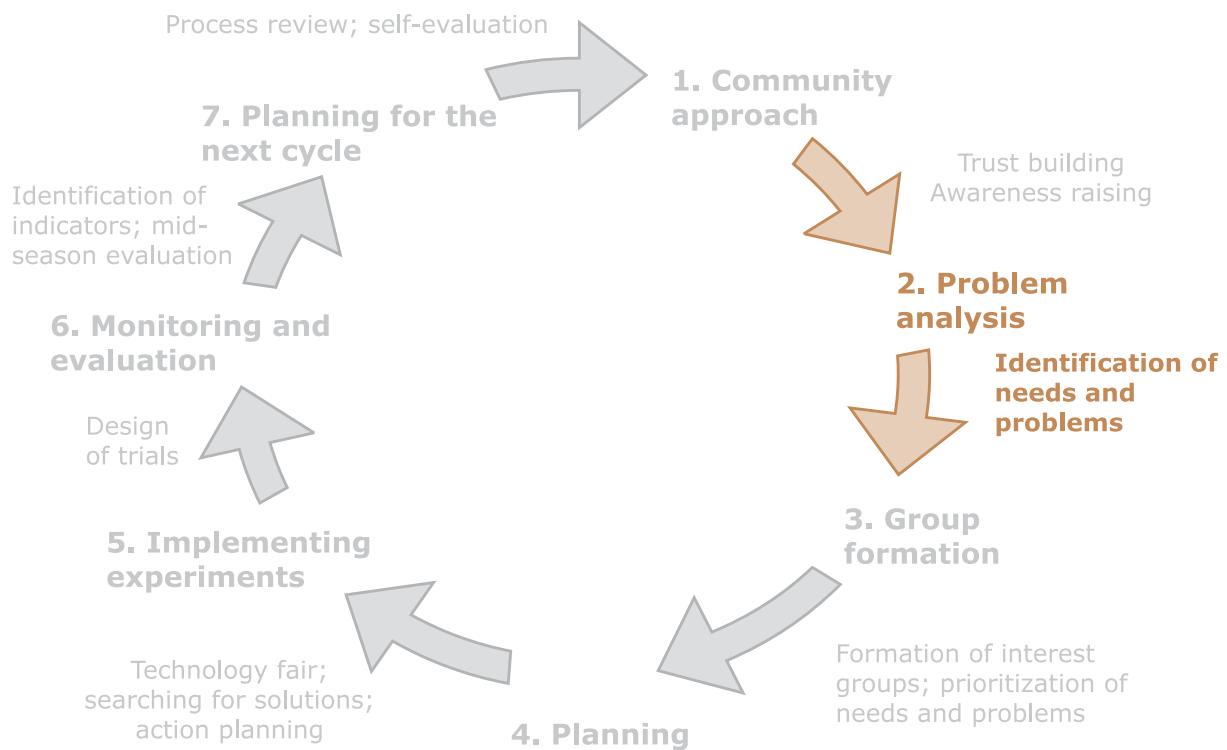 Process review; self-evaluation
1. Community
approach
Trust building
Awareness raising
2. Problem
analysis
Identification of
needs and
problems
3. Group
formation
Formation of interest
groups; prioritization of
needs and problems
4. Planning
Technology fair;
searching for solutions;
action planning
5. Implementing
experiments
Design
of trials
6. Monitoring and
evaluation
Identification of
indicators; mid-
season evaluation
7. Planning for the
next cycle